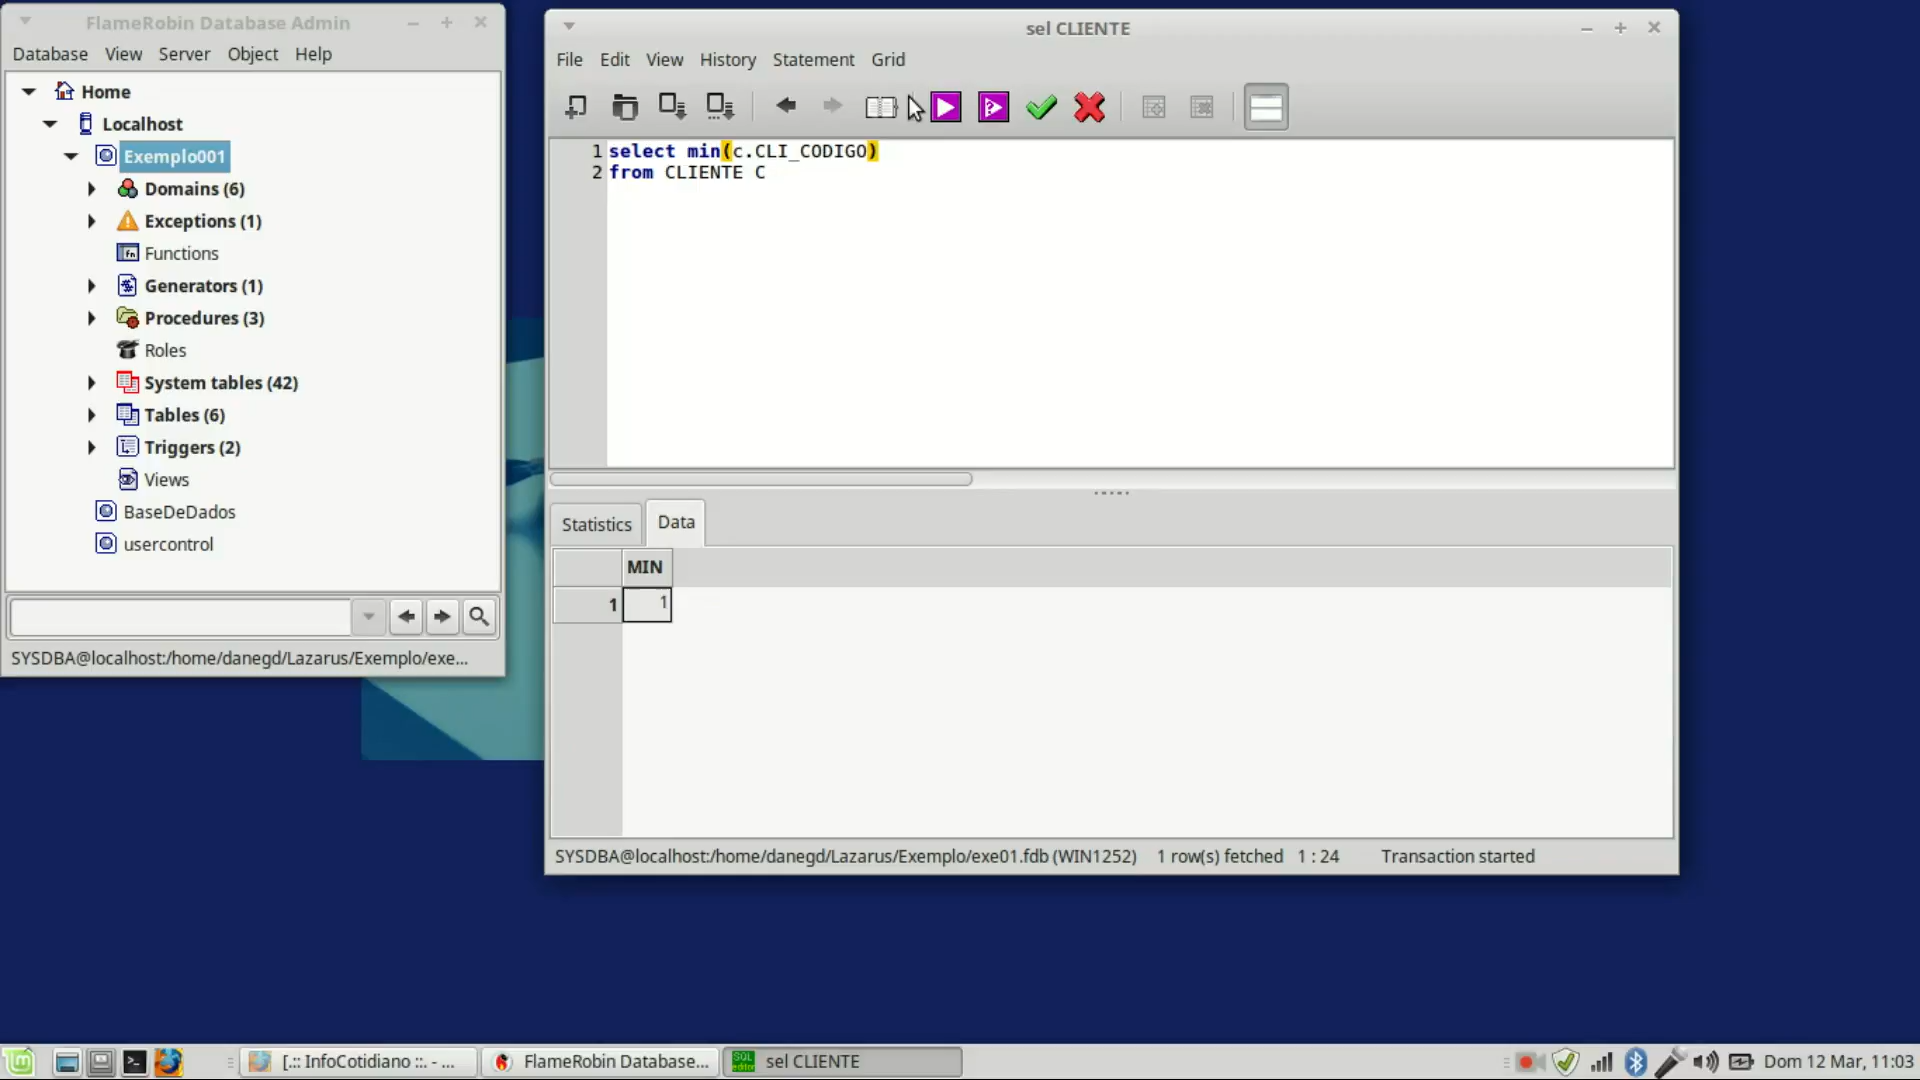 FlameRobin Database Admin
Database View Server Object Help
Home
Localhost
Exemplo001
Domains (6)
Exceptions (1)
Functions
Generators (1)
Procedures (3)
Roles
System tables (42)
Tables (6)
Triggers (2)
Views
BaseDeDados
usercontrol
SYSDBA@localhost:/home/danegd/Lazarus/Exemplo/exe...
sel CLIENTE
File Edit View History Statement Grid
1 select min(c.CLI_CODIGO)
2 from CLIENTE C
Statistics Data
MIN
1 1
SYSDBA@localhost:/home/danegd/Lazarus/Exemplo/exe01.fdb (WIN1252) 1 row(s) fetched 1 : 24 Transaction started
[.:: InfoCotidiano ::. - ... FlameRobin Database... SQL editor sel CLIENTE Dom 12 Mar, 11:03